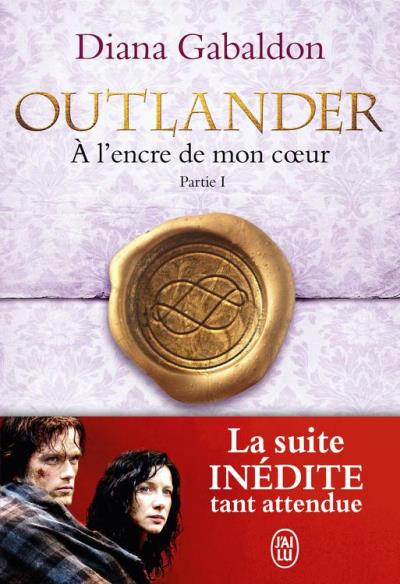 Diana Gabaldon
OUTLANDER
À l'encre de mon cœur
Partie I
La suite
INÉDITE
tant attendue
J'AI
LU